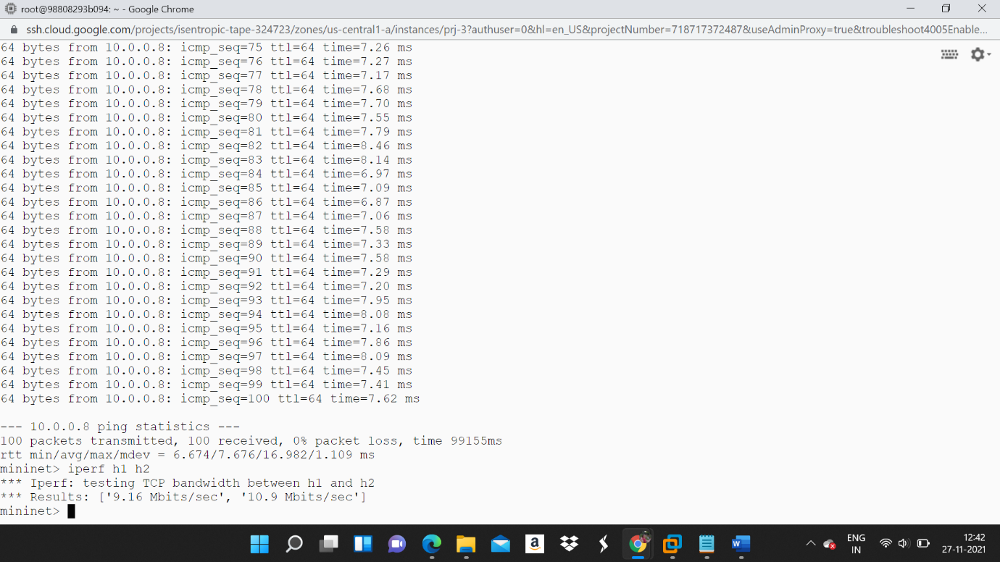 root@98808293b094: ~ - Google Chrome
ssh.cloud.google.com/projects/isentropic-tape-324723/zones/us-central1-a/instances/prj-3?authuser=0&hl=en_US&projectNumber=718717372487&useAdminProxy=true&troubleshoot4005Enable...
64 bytes from 10.0.0.8: icmp_seq=75 ttl=64 time=7.26 ms
64 bytes from 10.0.0.8: icmp_seq=76 ttl=64 time=7.27 ms
64 bytes from 10.0.0.8: icmp_seq=77 ttl=64 time=7.17 ms
64 bytes from 10.0.0.8: icmp_seq=78 ttl=64 time=7.68 ms
64 bytes from 10.0.0.8: icmp_seq=79 ttl=64 time=7.70 ms
64 bytes from 10.0.0.8: icmp_seq=80 ttl=64 time=7.55 ms
64 bytes from 10.0.0.8: icmp_seq=81 ttl=64 time=7.79 ms
64 bytes from 10.0.0.8: icmp_seq=82 ttl=64 time=8.46 ms
64 bytes from 10.0.0.8: icmp_seq=83 ttl=64 time=8.14 ms
64 bytes from 10.0.0.8: icmp_seq=84 ttl=64 time=6.97 ms
64 bytes from 10.0.0.8: icmp_seq=85 ttl=64 time=7.09 ms
64 bytes from 10.0.0.8: icmp_seq=86 ttl=64 time=6.87 ms
64 bytes from 10.0.0.8: icmp_seq=87 ttl=64 time=7.06 ms
64 bytes from 10.0.0.8: icmp_seq=88 ttl=64 time=7.58 ms
64 bytes from 10.0.0.8: icmp_seq=89 ttl=64 time=7.33 ms
64 bytes from 10.0.0.8: icmp_seq=90 ttl=64 time=7.58 ms
64 bytes from 10.0.0.8: icmp_seq=91 ttl=64 time=7.29 ms
64 bytes from 10.0.0.8: icmp_seq=92 ttl=64 time=7.20 ms
64 bytes from 10.0.0.8: icmp_seq=93 ttl=64 time=7.95 ms
64 bytes from 10.0.0.8: icmp_seq=94 ttl=64 time=8.08 ms
64 bytes from 10.0.0.8: icmp_seq=95 ttl=64 time=7.16 ms
64 bytes from 10.0.0.8: icmp_seq=96 ttl=64 time=7.86 ms
64 bytes from 10.0.0.8: icmp_seq=97 ttl=64 time=8.09 ms
64 bytes from 10.0.0.8: icmp_seq=98 ttl=64 time=7.45 ms
64 bytes from 10.0.0.8: icmp_seq=99 ttl=64 time=7.41 ms
64 bytes from 10.0.0.8: icmp_seq=100 ttl=64 time=7.62 ms
--- 10.0.0.8 ping statistics ---
100 packets transmitted, 100 received, 0% packet loss, time 99155ms
rtt min/avg/max/mdev = 6.674/7.676/16.982/1.109 ms
mininet> iperf h1 h2
*** Iperf: testing TCP bandwidth between h1 and h2
*** Results: ['9.16 Mbits/sec', '10.9 Mbits/sec']
mininet>
ENG
IN
12:42
27-11-2021